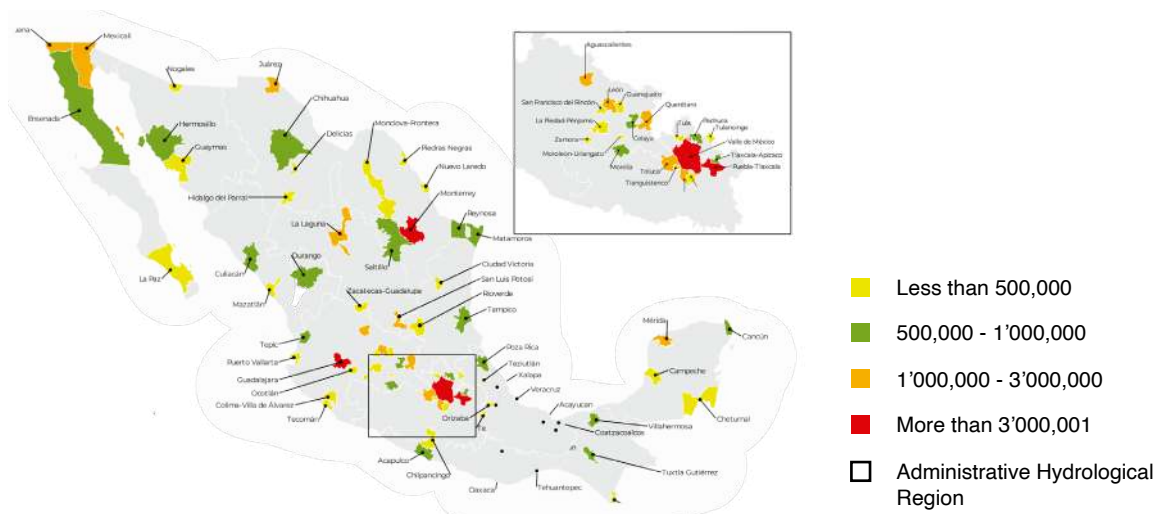 Mexicali
Nogales
Juárez
Chihuahua
Ensenada
Hermosillo
Guaymas
Delicias
Monclova-Frontera
Piedras Negras
Nuevo Laredo
Hidalgo del Parral
Monterrey
La Laguna
Reynosa
Matamoros
Culiacán
Durango
Saltillo
La Paz
Ciudad Victoria
San Luis Potosí
Mazatlán
Zacatecas-Guadalupe
Rioverde
Tampico
Tepic
Poza Rica
Puerto Vallarta
Teziutlán
Guadalajara
Xalapa
Ocotlán
Veracruz
Colima-Villa de Álvarez
Orizaba
Acayucan
Tecomán
Te
Coatzacoalcos
Villahermosa
Acapulco
Chilpancingo
Oaxaca
Tehuantepec
Tuxtla Gutiérrez
Mérida
Cancún
Campeche
Chetumal
Aguascalientes
León
Guanajuato
San Francisco del Rincón
Querétaro
La Piedad-Pénjamo
Tula
Pachuca
Tulancingo
Zamora
Celaya
Valle de México
Moroleón-Uriangato
Morelia
Toluca
Tlaxcala-Apizaco
Tianguistenco
Puebla-Tlaxcala
Less than 500,000
500,000 - 1'000,000
1'000,000 - 3'000,000
More than 3'000,001
Administrative Hydrological
Region